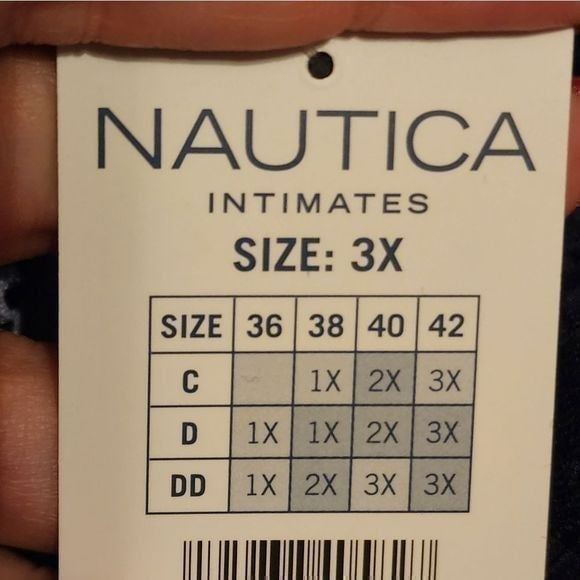 NAUTICA
INTIMATES
SIZE: 3X
SIZE 36 38 40 42
C 1X 2X 3X
D 1X 1X 2X 3X
DD 1X 2X 3X 3X